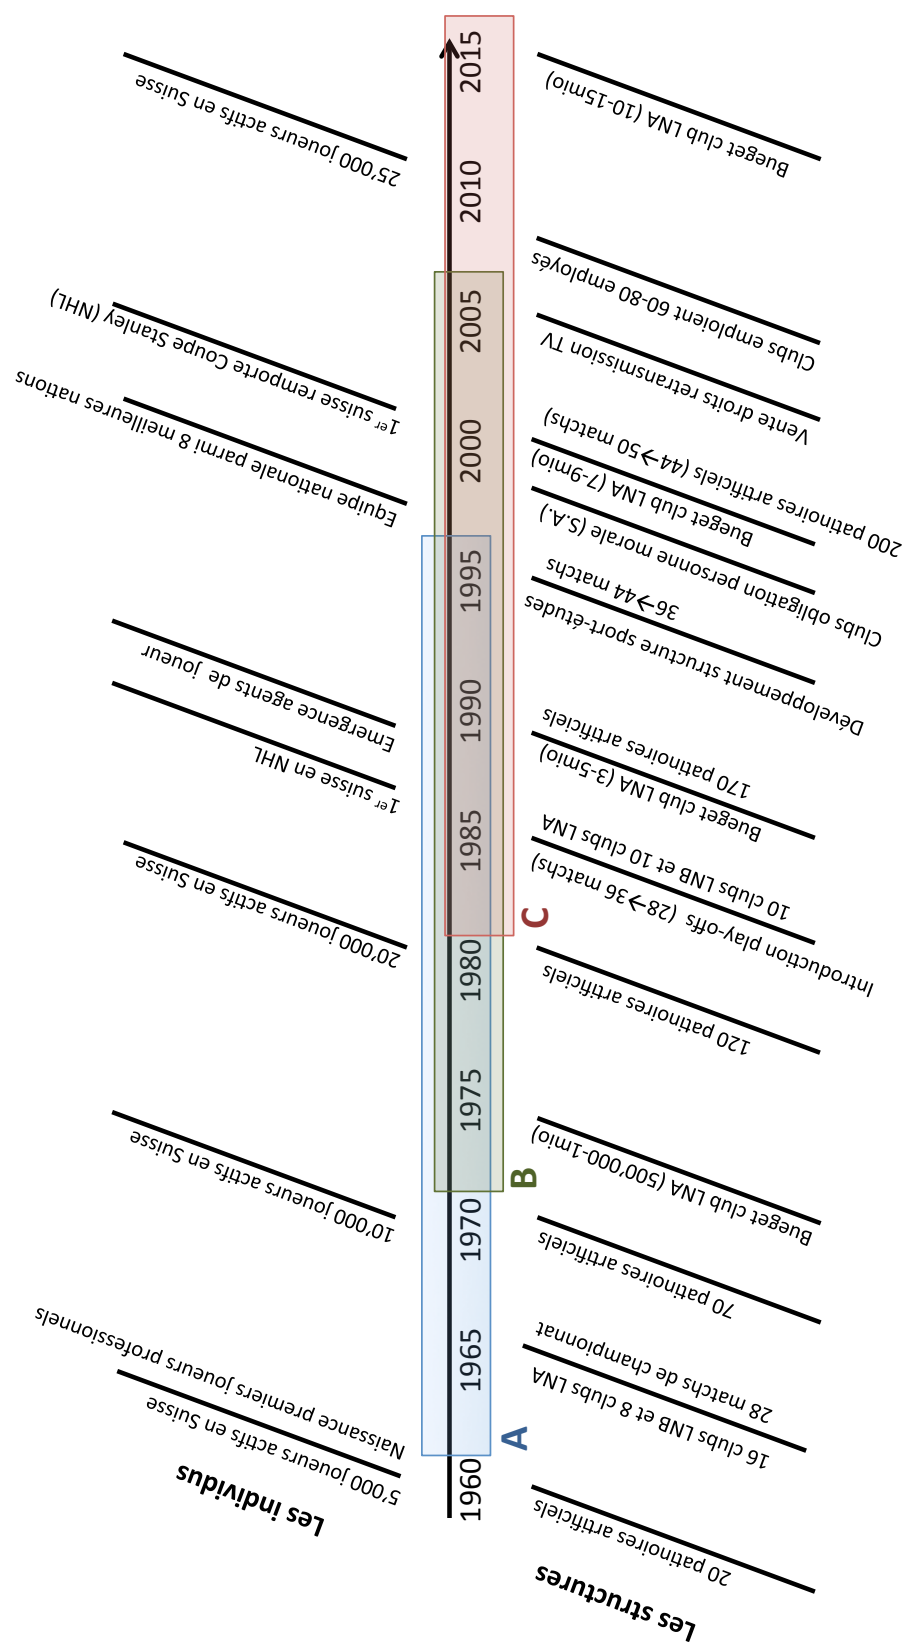 Les individus
5'000 joueurs actifs en Suisse
Naissance premiers joueurs professionnels
10'000 joueurs actifs en Suisse
20'000 joueurs actifs en Suisse
1er suisse en NHL
Emergence agents de joueur
Equipe nationale parmi 8 meilleures nations
1er suisse remporte Coupe Stanley (NHL)
25'000 joueurs actifs en Suisse
1960
1965
1970
1975
1980
1985
1990
1995
2000
2005
2010
2015
A
B
C
Les structures
20 patinoires artificiels
16 clubs LNB et 8 clubs LNA
28 matchs de championnat
70 patinoires artificiels
Bueget club LNA (500'000-1mio)
120 patinoires artificiels
Introduction play-offs (28→36 matchs)
10 clubs LNB et 10 clubs LNA
Bueget club LNA (3-5mio)
170 patinoires artificiels
Développement structure sport-études
36→44 matchs
Clubs obligation personne morale (S.A.)
Bueget club LNA (7-9mio)
200 patinoires artificiels (44→50 matchs)
Vente droits retransmission TV
Clubs emploient 60-80 employés
Bueget club LNA (10-15mio)